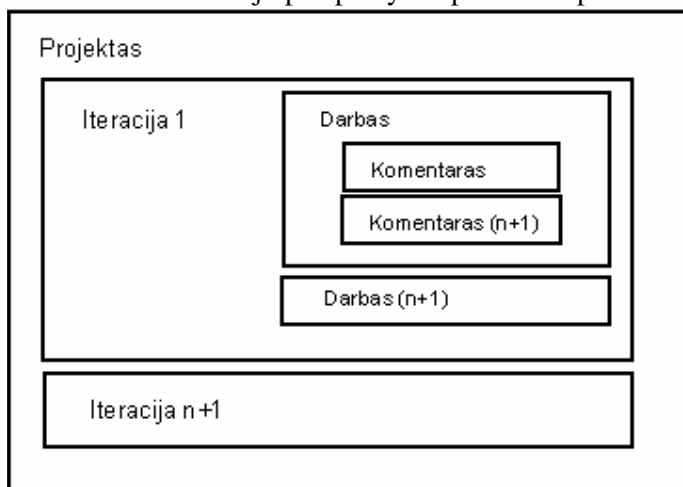 Projektas
Iteracija 1
Darbas
Komentaras
Komentaras (n+1)
Darbas (n+1)
Iteracija n+1